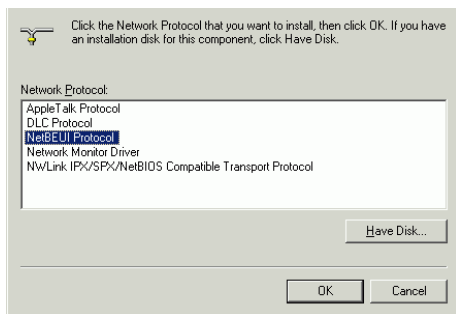 Click the Network Protocol that you want to install, then click OK. If you have
an installation disk for this component, click Have Disk.
Network Protocol:
AppleTalk Protocol
DLC Protocol
NetBEUI Protocol
Network Monitor Driver
NWLink IPX/SPX/NetBIOS Compatible Transport Protocol
Have Disk...
OK
Cancel